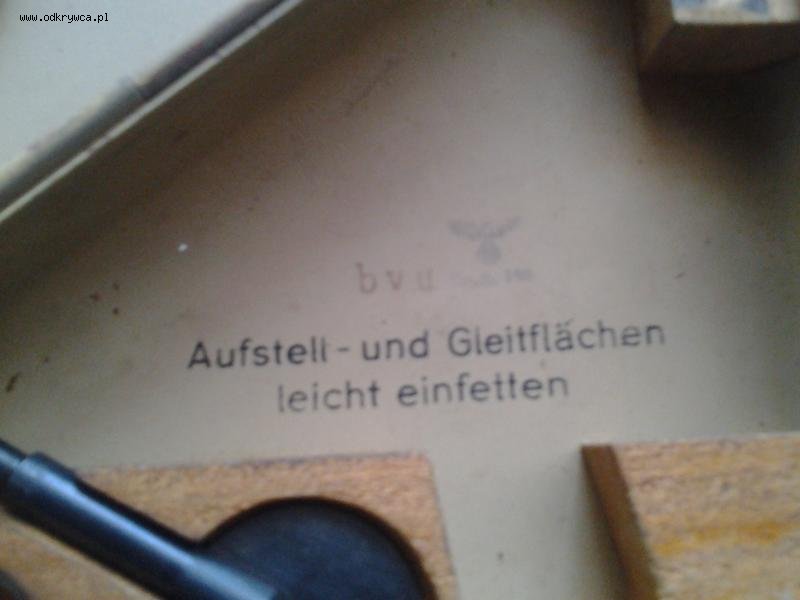 www.odkrywca.pl
bvu
Aufstell - und Gleitflächen
leicht einfetten